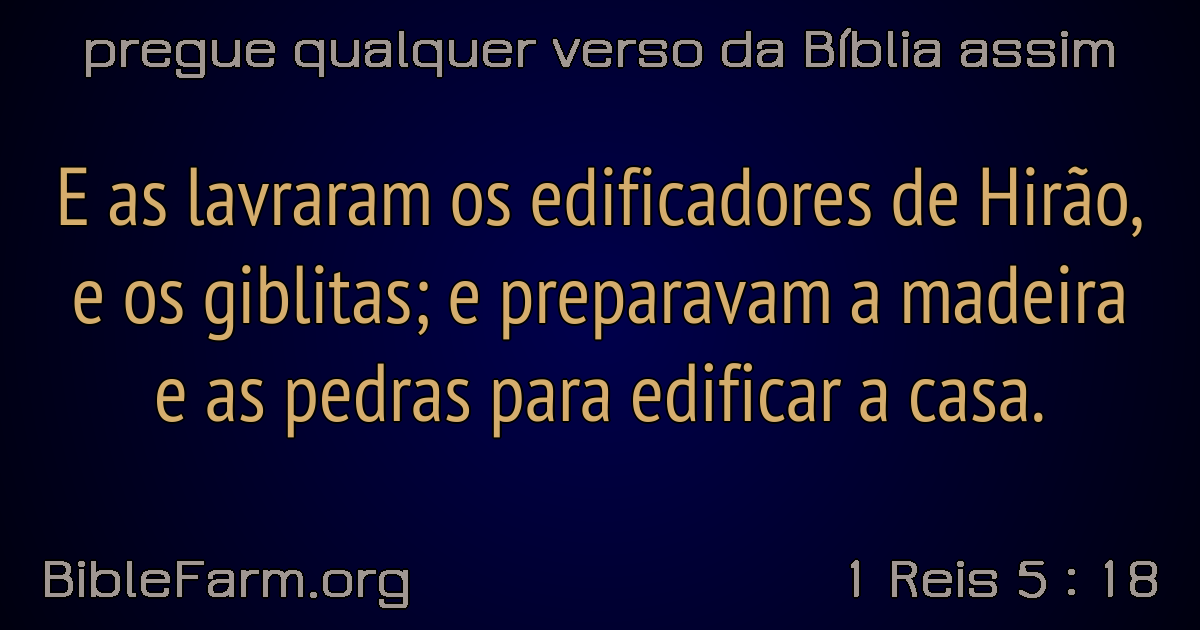 pregue qualquer verso da Bíblia assim
E as lavraram os edificadores de Hirão,
e os giblitas; e preparavam a madeira
e as pedras para edificar a casa.
BibleFarm.org
1 Reis 5 : 18